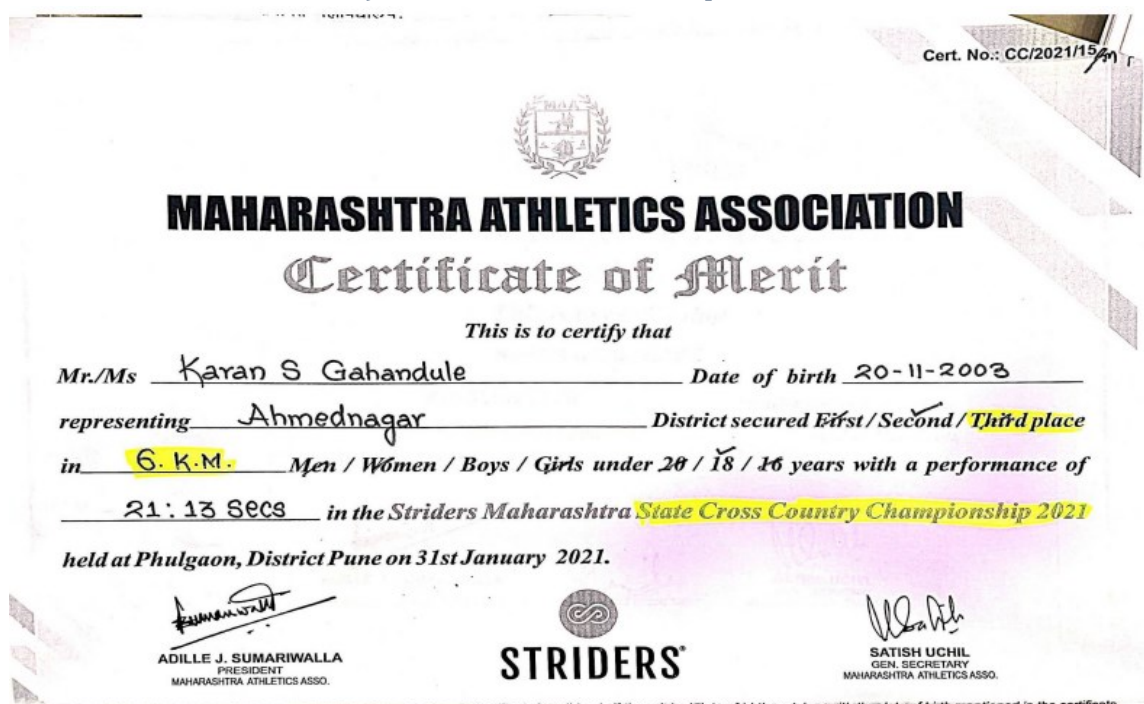 Cert. No.: CC/2021/15
MAA
MAHARASHTRA ATHLETICS ASSOCIATION
Certificate of Merit
This is to certify that
Mr./Ms Karan S Gahandule Date of birth 20-11-2003
representing Ahmednagar District secured First / Second / Third place
in 6. K.M. Men / Women / Boys / Girls under 20 / 18 / 16 years with a performance of
21:13 Secs in the Striders Maharashtra State Cross Country Championship 2021
held at Phulgaon, District Pune on 31st January 2021.
ADILLE J. SUMARIWALLA
PRESIDENT
MAHARASHTRA ATHLETICS ASSO.
STRIDERS
SATISH UCHIL
GEN. SECRETARY
MAHARASHTRA ATHLETICS ASSO.